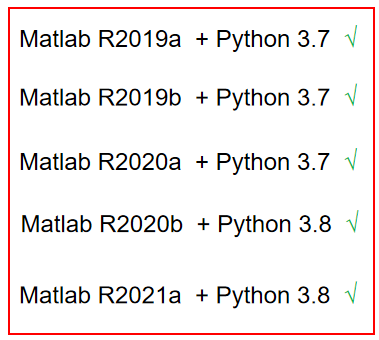 Matlab R2019a + Python 3.7 √
Matlab R2019b + Python 3.7 √
Matlab R2020a + Python 3.7 √
Matlab R2020b + Python 3.8 √
Matlab R2021a + Python 3.8 √